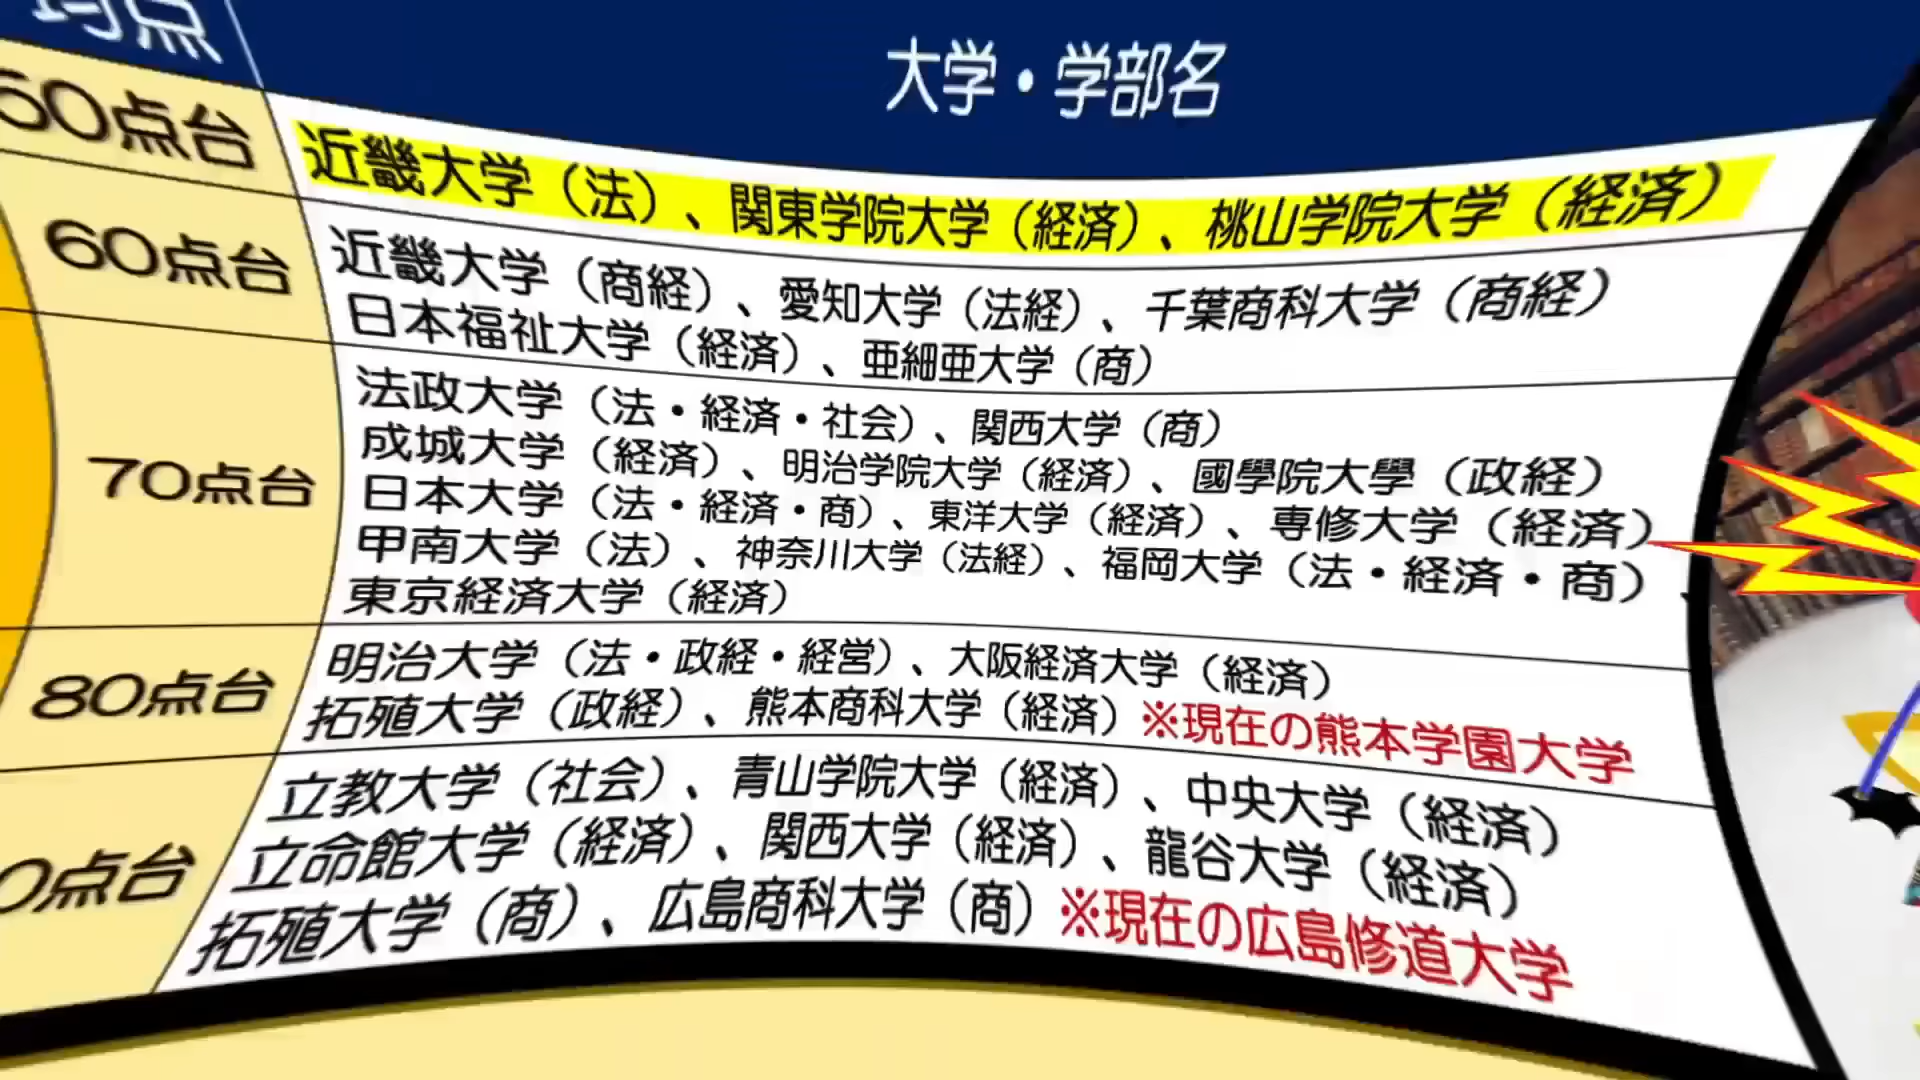 均点
大学・学部名
50点台
近畿大学（法）、関東学院大学（経済）、桃山学院大学（経済）
60点台
近畿大学（商経）、愛知大学（法経）、千葉商科大学（商経）
日本福祉大学（経済）、亜細亜大学（商）
70点台
法政大学（法・経済・社会）、関西大学（商）
成城大学（経済）、明治学院大学（経済）、國學院大學（政経）
日本大学（法・経済・商）、東洋大学（経済）、専修大学（経済）
甲南大学（法）、神奈川大学（法経）、福岡大学（法・経済・商）
東京経済大学（経済）
80点台
明治大学（法・政経・経営）、大阪経済大学（経済）
拓殖大学（政経）、熊本商科大学（経済）※現在の熊本学園大学
0点台
立教大学（社会）、青山学院大学（経済）、中央大学（経済）
立命館大学（経済）、関西大学（経済）、龍谷大学（経済）
拓殖大学（商）、広島商科大学（商）※現在の広島修道大学